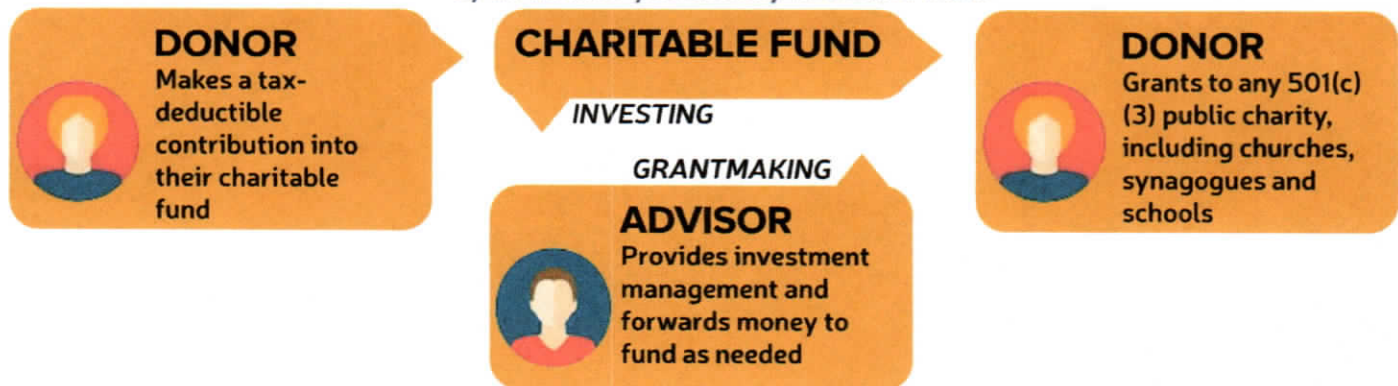 DONOR
Makes a tax-
deductible
contribution into
their charitable
fund
CHARITABLE FUND
INVESTING
GRANTMAKING
ADVISOR
Provides investment
management and
forwards money to
fund as needed
DONOR
Grants to any 501(c)
(3) public charity,
including churches,
synagogues and
schools